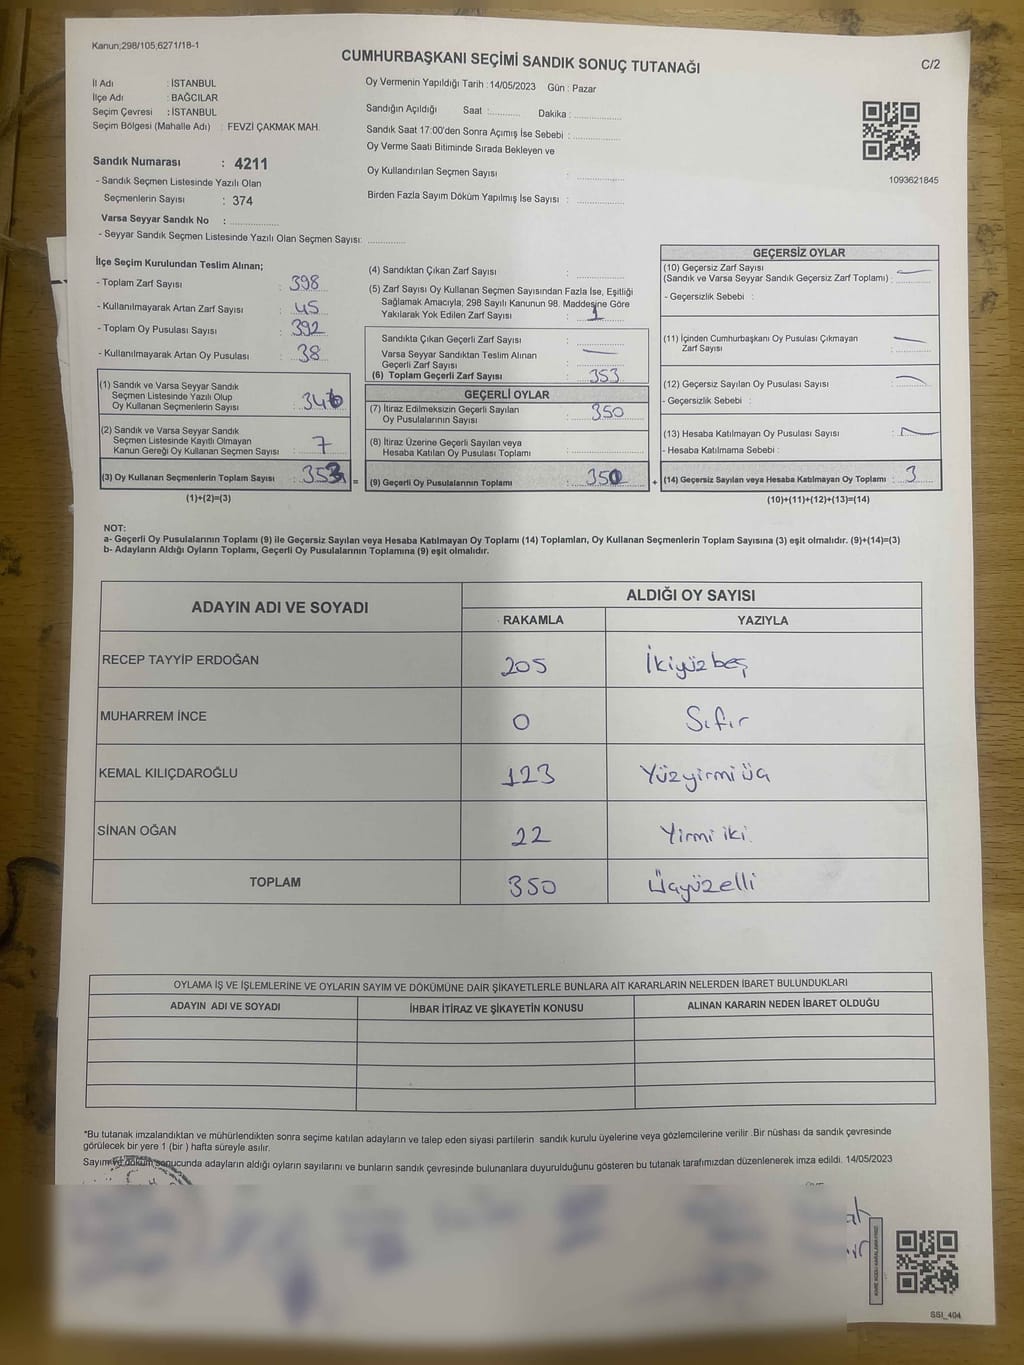 Kanun;298/105,6271/18-1
CUMHURBAŞKANI SEÇİMİ SANDIK SONUÇ TUTANAĞI
C/2
İl Adı : İSTANBUL
İlçe Adı : BAĞCILAR
Seçim Çevresi : İSTANBUL
Seçim Bölgesi (Mahalle Adı) : FEVZİ ÇAKMAK MAH.
Sandık Numarası : 4211
- Sandık Seçmen Listesinde Yazılı Olan
Seçmenlerin Sayısı : 374
Varsa Seyyar Sandık No : ..............
- Seyyar Sandık Seçmen Listesinde Yazılı Olan Seçmen Sayısı: ............
Oy Vermenin Yapıldığı Tarih : 14/05/2023 Gün : Pazar
Sandığın Açıldığı Saat :.......... Dakika : ..............
Sandık Saat 17:00'den Sonra Açımış İse Sebebi : ..............
Oy Verme Saati Bitiminde Sırada Bekleyen ve
Oy Kullandırılan Seçmen Sayısı : ..............
Birden Fazla Sayım Döküm Yapılmış İse Sayısı : ..............
1093621845
İlçe Seçim Kurulundan Teslim Alınan;
- Toplam Zarf Sayısı : 398
- Kullanılmayarak Artan Zarf Sayısı : 45
- Toplam Oy Pusulası Sayısı : 392
- Kullanılmayarak Artan Oy Pusulası : 38
(1) Sandık ve Varsa Seyyar Sandık
Seçmen Listesinde Yazılı Olup
Oy Kullanan Seçmenlerin Sayısı : 346
(2) Sandık ve Varsa Seyyar Sandık
Seçmen Listesinde Kayıtlı Olmayan
Kanun Gereği Oy Kullanan Seçmen Sayısı : 7
(3) Oy Kullanan Seçmenlerin Toplam Sayısı : 353 =
(1)+(2)=(3)
(4) Sandıktan Çıkan Zarf Sayısı : ..............
(5) Zarf Sayısı Oy Kullanan Seçmen Sayısından Fazla İse, Eşitliği
Sağlamak Amacıyla; 298 Sayılı Kanunun 98. Maddesine Göre
Yakılarak Yok Edilen Zarf Sayısı : 1
Sandıkta Çıkan Geçerli Zarf Sayısı : ..............
Varsa Seyyar Sandıktan Teslim Alınan
Geçerli Zarf Sayısı : —
(6) Toplam Geçerli Zarf Sayısı : 353
GEÇERLİ OYLAR
(7) İtiraz Edilmeksizin Geçerli Sayılan
Oy Pusulalarının Sayısı : 350
(8) İtiraz Üzerine Geçerli Sayılan veya
Hesaba Katılan Oy Pusulası Toplamı : ..............
(9) Geçerli Oy Pusulalarının Toplamı : 350 +
GEÇERSİZ OYLAR
(10) Geçersiz Zarf Sayısı
(Sandık ve Varsa Seyyar Sandık Geçersiz Zarf Toplamı) : —
- Geçersizlik Sebebi :
(11) İçinden Cumhurbaşkanı Oy Pusulası Çıkmayan
Zarf Sayısı : —
(12) Geçersiz Sayılan Oy Pusulası Sayısı : —
- Geçersizlik Sebebi :
(13) Hesaba Katılmayan Oy Pusulası Sayısı : —
- Hesaba Katılmama Sebebi :
(14) Geçersiz Sayılan veya Hesaba Katılmayan Oy Toplamı : 3
(10)+(11)+(12)+(13)=(14)
NOT:
a- Geçerli Oy Pusulalarının Toplamı (9) ile Geçersiz Sayılan veya Hesaba Katılmayan Oy Toplamı (14) Toplamları, Oy Kullanan Seçmenlerin Toplam Sayısına (3) eşit olmalıdır. (9)+(14)=(3)
b- Adayların Aldığı Oyların Toplamı, Geçerli Oy Pusulalarının Toplamına (9) eşit olmalıdır.
ADAYIN ADI VE SOYADI ALDIĞI OY SAYISI
RAKAMLA YAZIYLA
RECEP TAYYİP ERDOĞAN 205 İkiyüzbeş
MUHARREM İNCE 0 Sıfır
KEMAL KILIÇDAROĞLU 123 Yüzyirmiüç
SİNAN OĞAN 22 Yirmi iki
TOPLAM 350 Üçyüzelli
OYLAMA İŞ VE İŞLEMLERİNE VE OYLARIN SAYIM VE DÖKÜMÜNE DAİR ŞİKAYETLERLE BUNLARA AİT KARARLARIN NELERDEN İBARET BULUNDUKLARI
ADAYIN ADI VE SOYADI İHBAR İTİRAZ VE ŞİKAYETİN KONUSU ALINAN KARARIN NEDEN İBARET OLDUĞU
*Bu tutanak imzalandıktan ve mühürlendikten sonra seçime katılan adayların ve talep eden siyasi partilerin sandık kurulu üyelerine veya gözlemcilerine verilir .Bir nüshası da sandık çevresinde
görülecek bir yere 1 (bir ) hafta süreyle asılır.
Sayım ve döküm sonucunda adayların aldığı oyların sayılarını ve bunların sandık çevresinde bulunanlara duyurulduğunu gösteren bu tutanak tarafımızdan düzenlenerek imza edildi. 14/05/2023
SSI_404